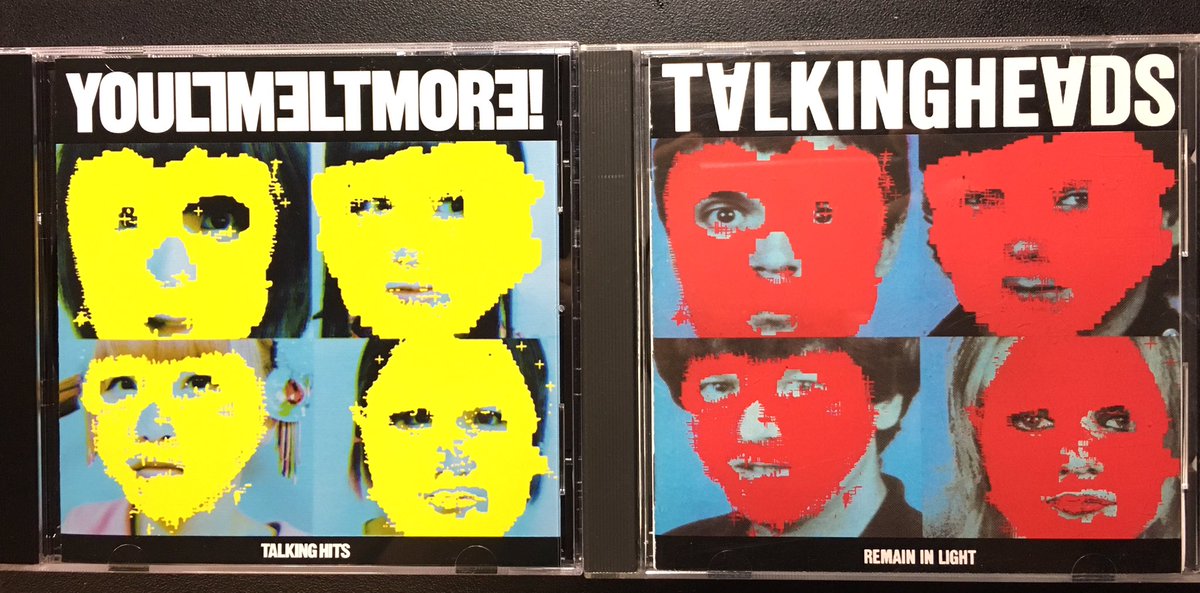 YOULLMELTMORE!
TALKING HITS
TALKINGHEADS
REMAIN IN LIGHT